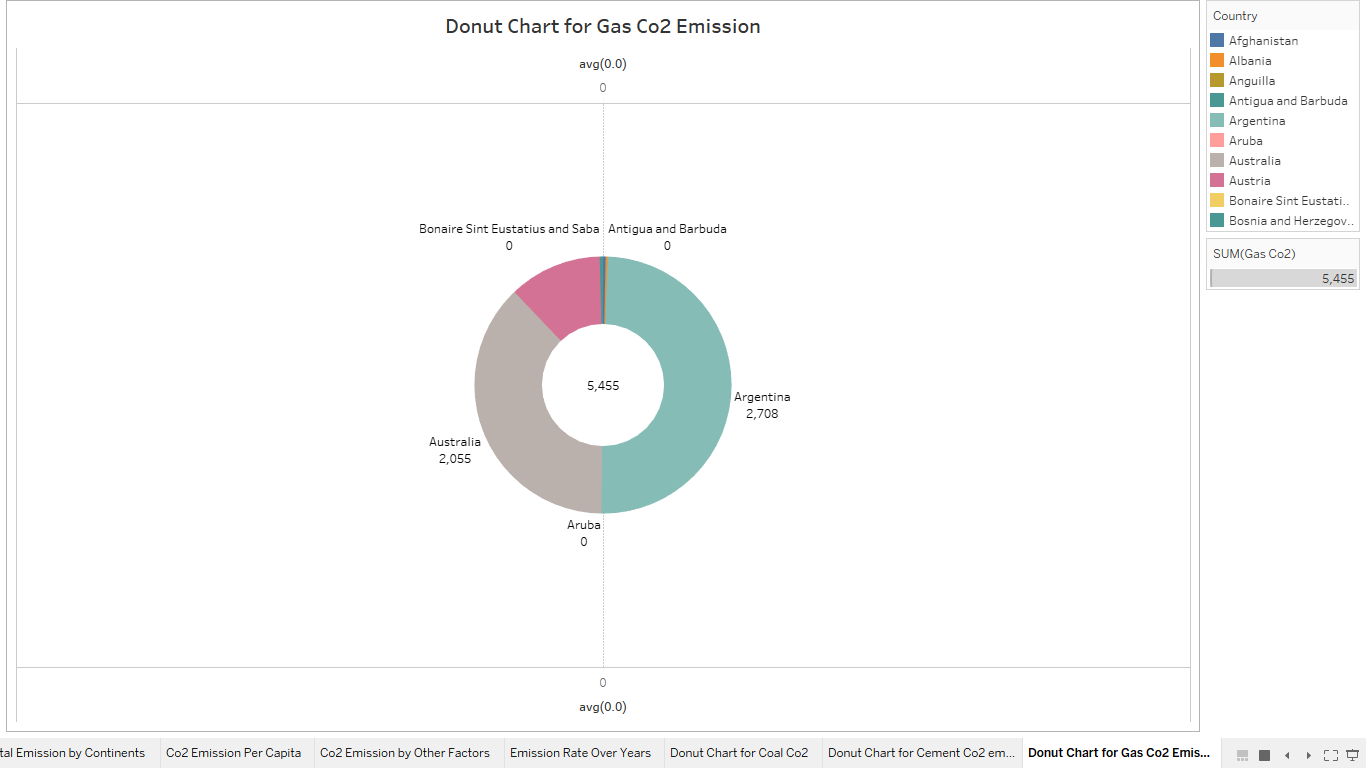 Donut Chart for Gas Co2 Emission
avg(0.0)
0
Bonaire Sint Eustatius and Saba
0
Antigua and Barbuda
0
5,455
Argentina
2,708
Australia
2,055
Aruba
0
0
avg(0.0)
Country
Afghanistan
Albania
Anguilla
Antigua and Barbuda
Argentina
Aruba
Australia
Austria
Bonaire Sint Eustati..
Bosnia and Herzegov..
SUM(Gas Co2)
5,455
tal Emission by Continents
Co2 Emission Per Capita
Co2 Emission by Other Factors
Emission Rate Over Years
Donut Chart for Coal Co2
Donut Chart for Cement Co2 em...
Donut Chart for Gas Co2 Emis...